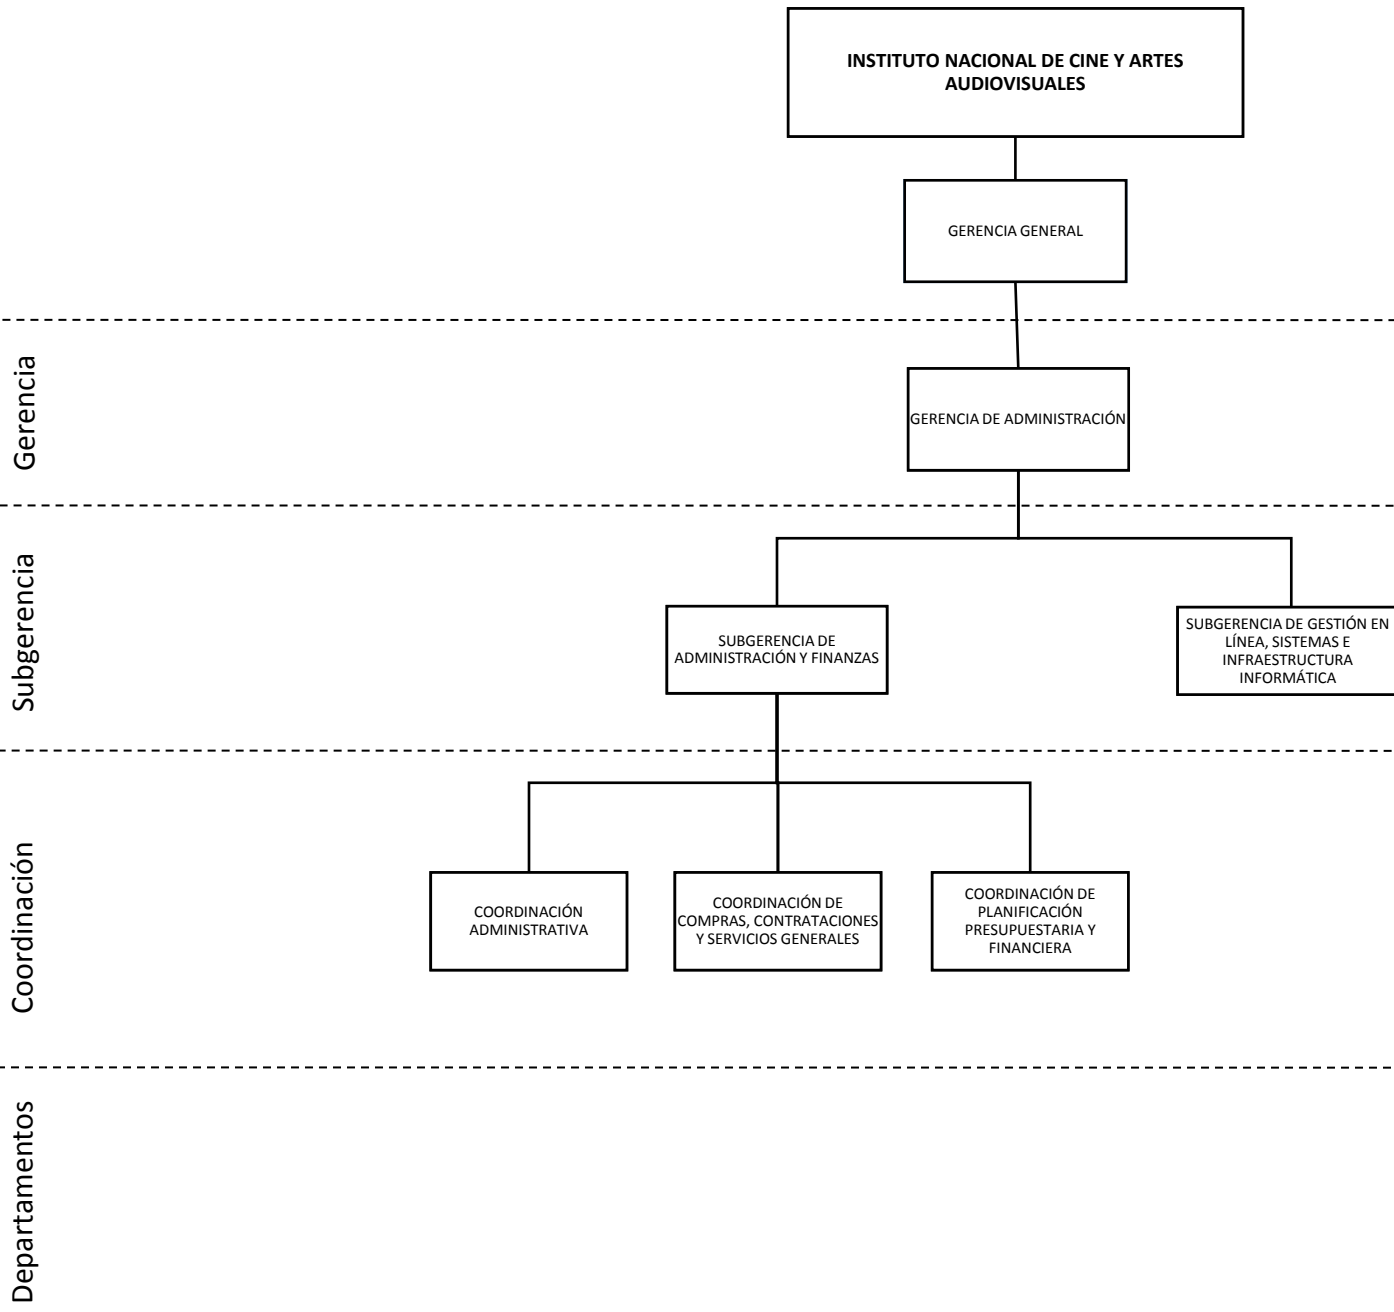 INSTITUTO NACIONAL DE CINE Y ARTES
AUDIOVISUALES
GERENCIA GENERAL
Gerencia
GERENCIA DE ADMINISTRACIÓN
Subgerencia
SUBGERENCIA DE
ADMINISTRACIÓN Y FINANZAS
SUBGERENCIA DE GESTIÓN EN
LÍNEA, SISTEMAS E
INFRAESTRUCTURA
INFORMÁTICA
Coordinación
COORDINACIÓN
ADMINISTRATIVA
COORDINACIÓN DE
COMPRAS, CONTRATACIONES
Y SERVICIOS GENERALES
COORDINACIÓN DE
PLANIFICACIÓN
PRESUPUESTARIA Y
FINANCIERA
Departamentos